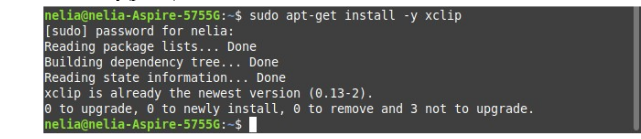 nelia@nelia-Aspire-5755G:~$ sudo apt-get install -y xclip
[sudo] password for nelia:
Reading package lists... Done
Building dependency tree... Done
Reading state information... Done
xclip is already the newest version (0.13-2).
0 to upgrade, 0 to newly install, 0 to remove and 3 not to upgrade.
nelia@nelia-Aspire-5755G:~$